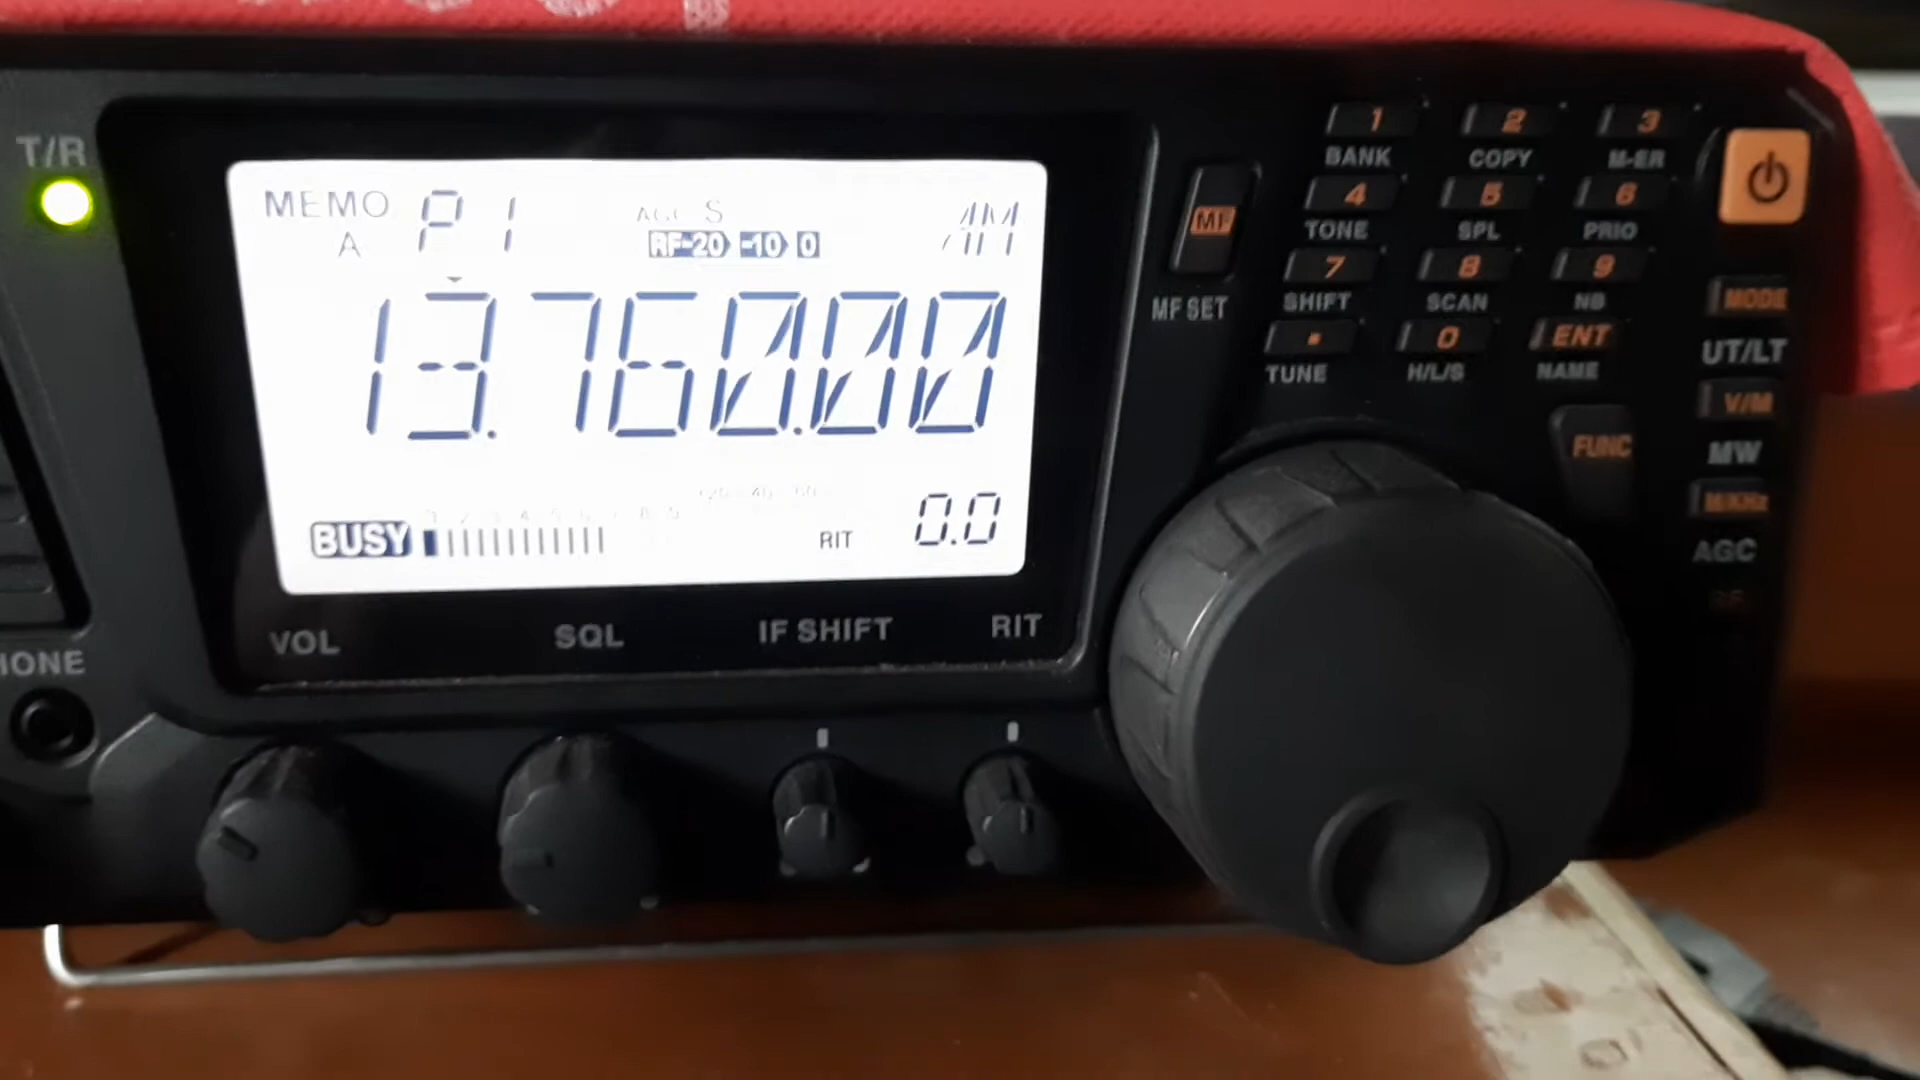 T/R
MEMO P1 AGC S AM
A RF-20 -10 0
13.760.00
BUSY
RIT 0.0
VOL SQL IF SHIFT RIT
MF
MF SET
1 2 3
BANK COPY M-ER
4 5 6
TONE SPL PRIO
7 8 9
SHIFT SCAN NB
• 0 ENT
TUNE H/L/S NAME
FUNC
MODE
UT/LT
V/M
MW
M/KHz
AGC